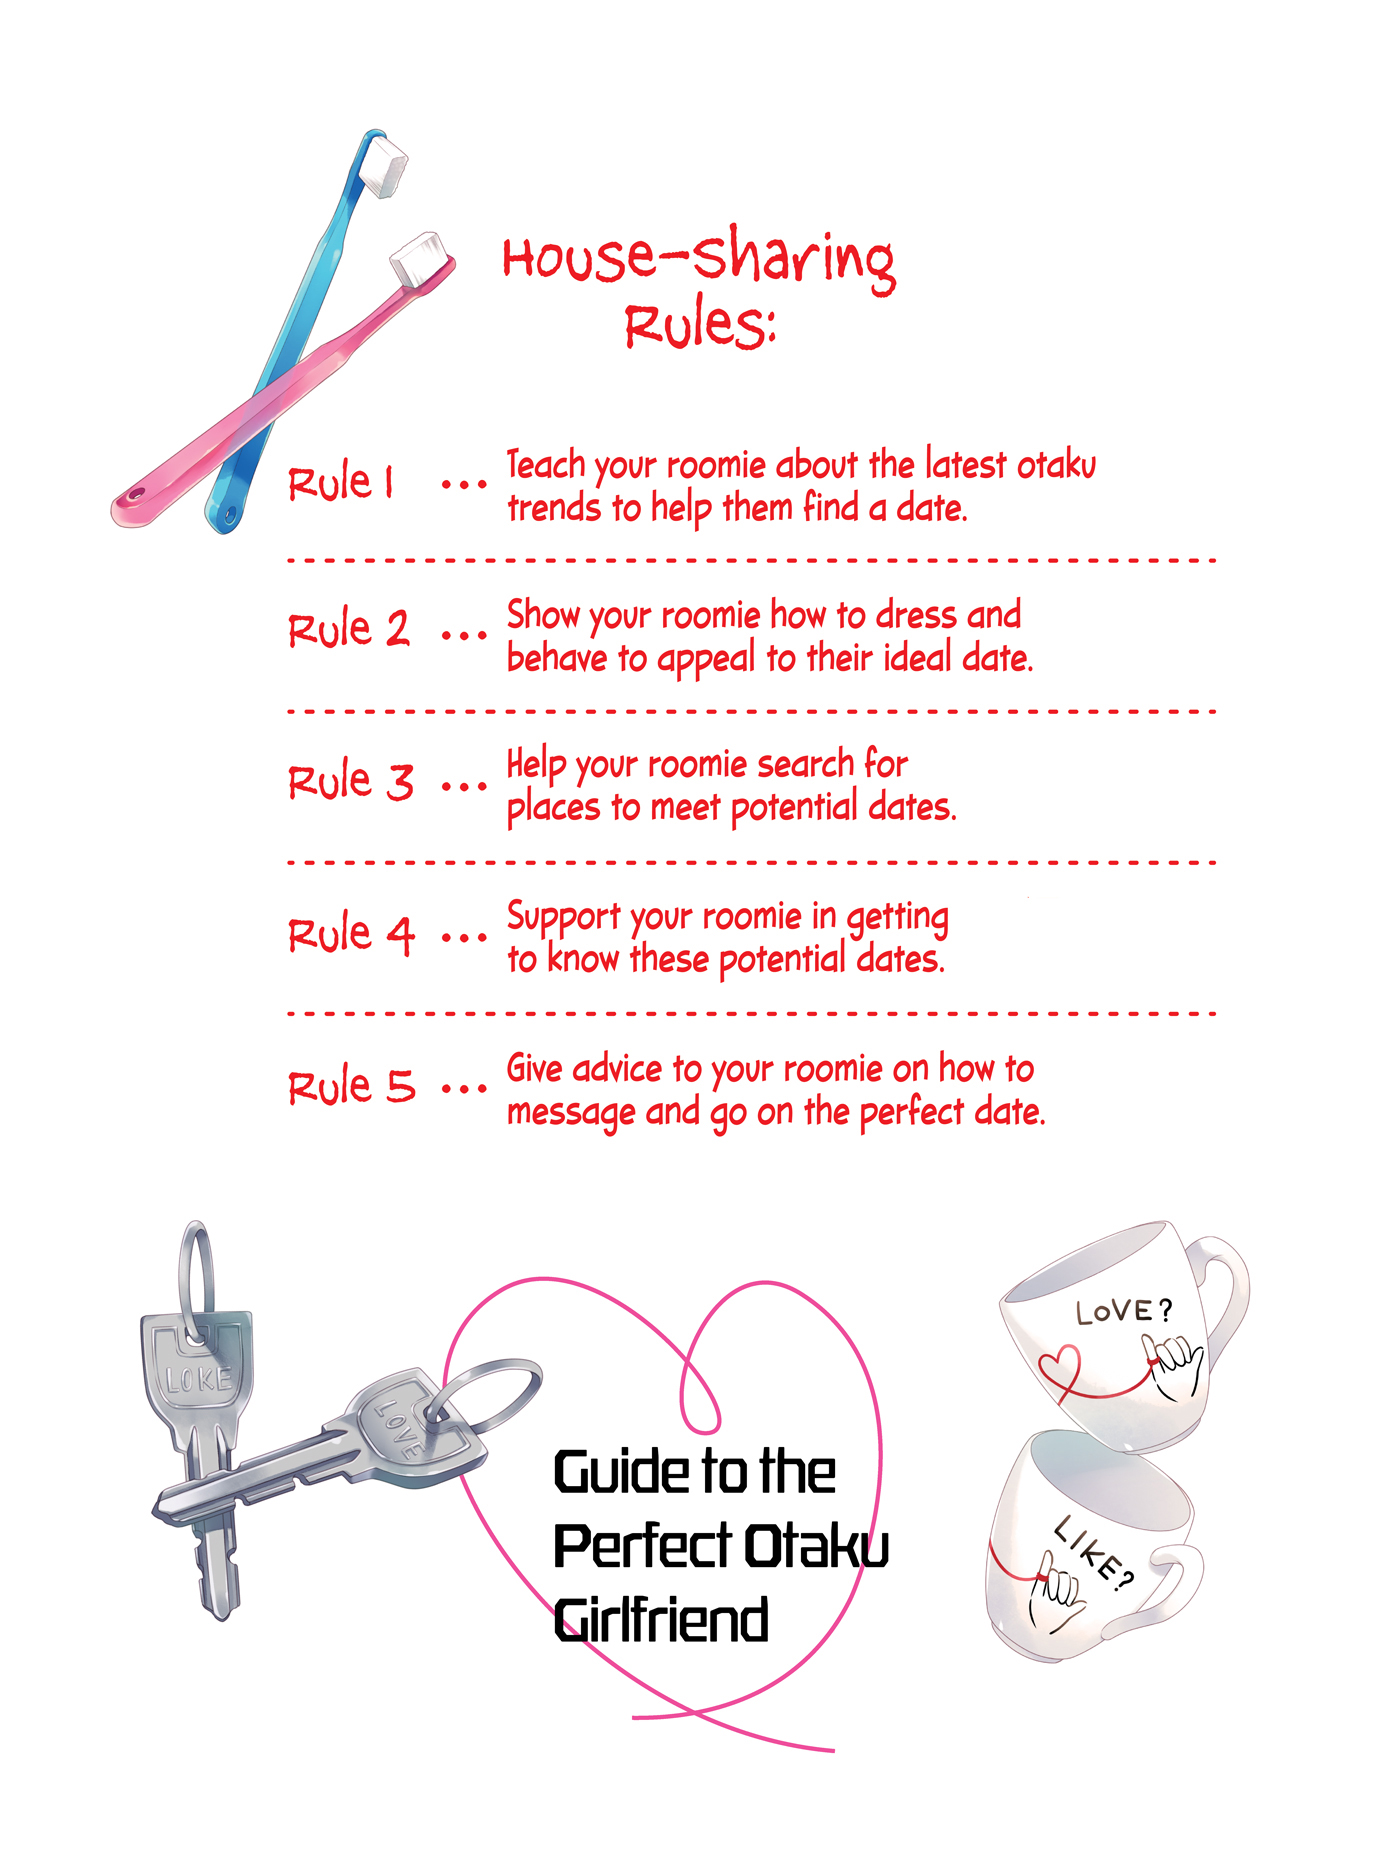 House-sharing
Rules:
Rule 1 ... Teach your roomie about the latest otaku
trends to help them find a date.
Rule 2 ... Show your roomie how to dress and
behave to appeal to their ideal date.
Rule 3 ... Help your roomie search for
places to meet potential dates.
Rule 4 ... Support your roomie in getting
to know these potential dates.
Rule 5 ... Give advice to your roomie on how to
message and go on the perfect date.
LOKE
LOVE
Guide to the
Perfect Otaku
Girlfriend
LoVE?
LIKE?